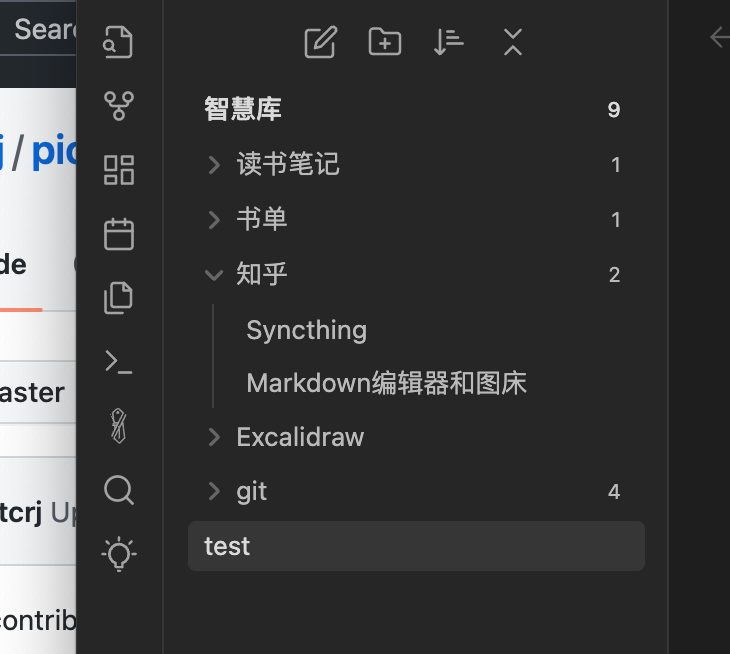 Sear
j / pic
de
aster
tcrj Up
contrib
智慧库 9
读书笔记 1
书单 1
知乎 2
Syncthing
Markdown编辑器和图床
Excalidraw
git 4
test